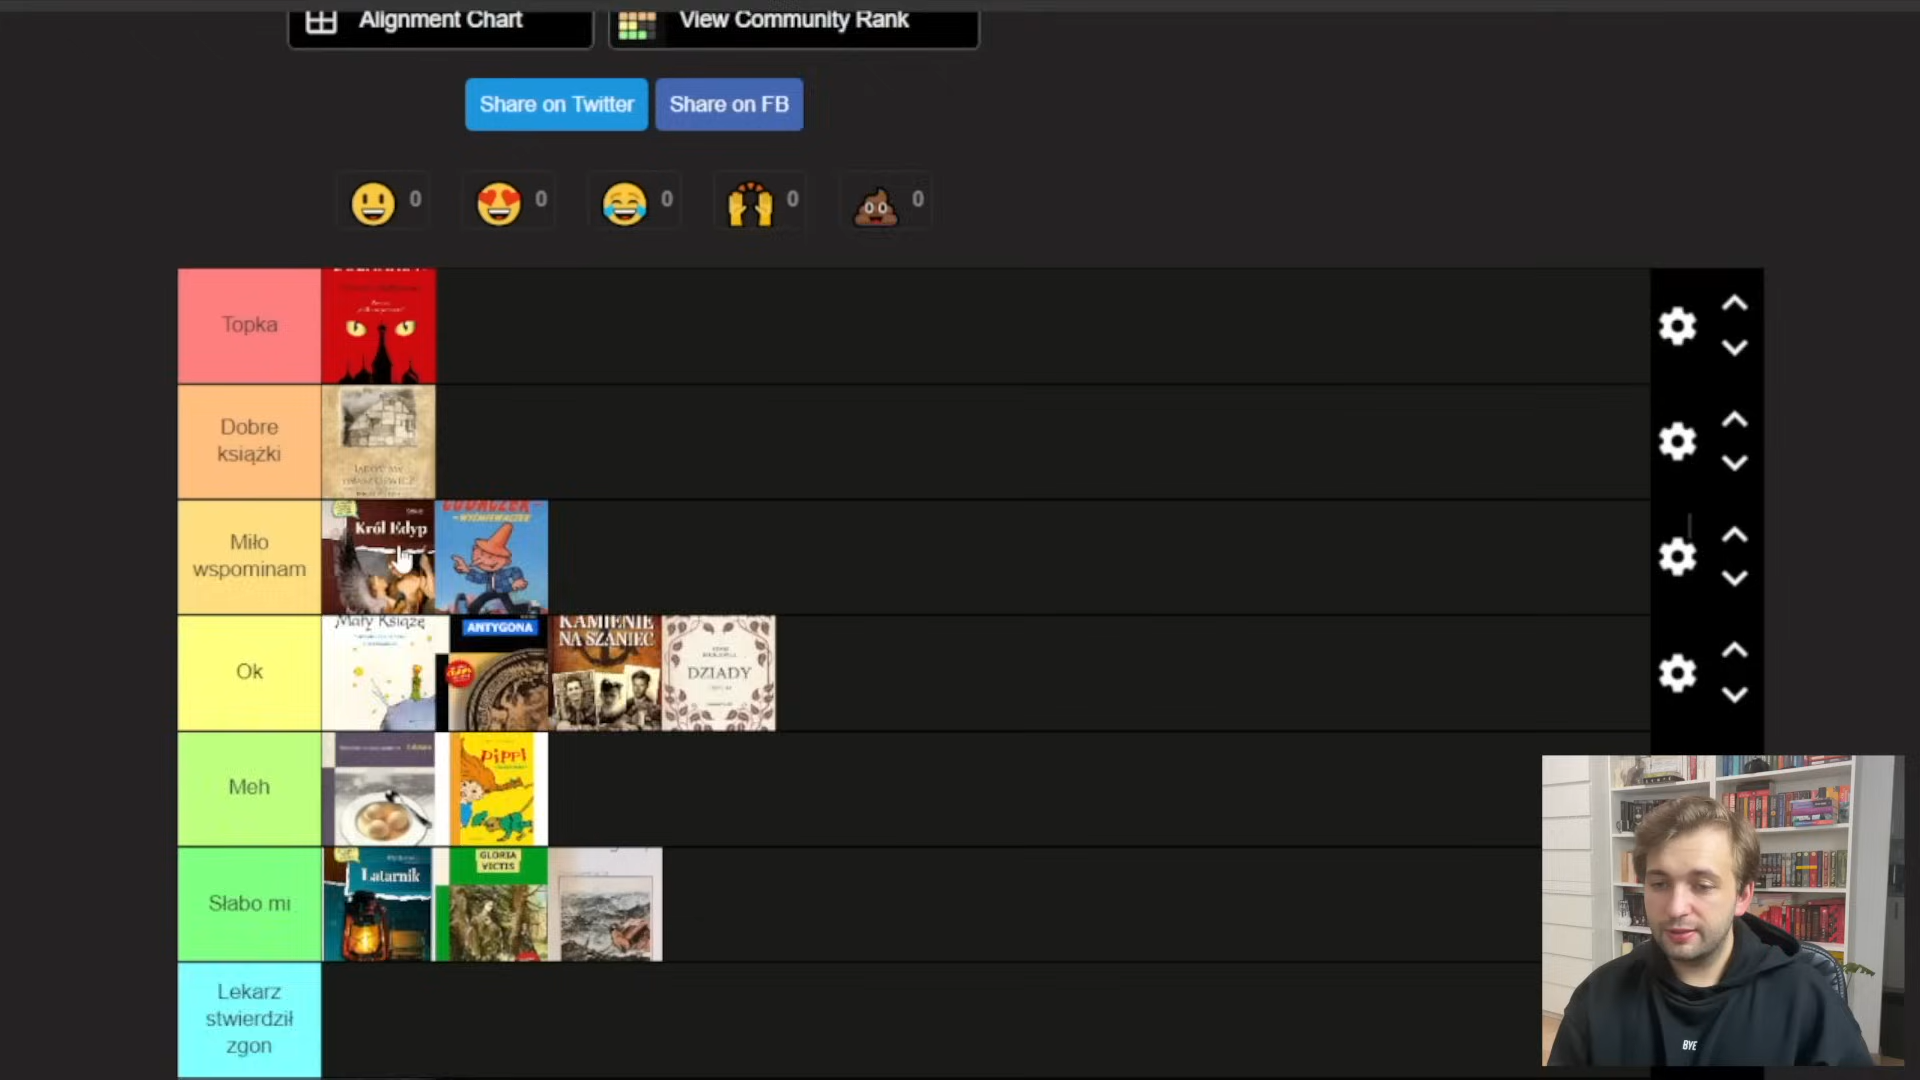 Alignment Chart
View Community Rank
Share on Twitter
Share on FB
0
0
0
0
0
Topka
Dobre
książki
Miło
wspominam
Król Edyp
Ok
Mały Książę
ANTYGONA
KAMIENIE
NA SZANIEC
DZIADY
Meh
Pippi
Słabo mi
Latarnik
GLORIA
VICTIS
Lekarz
stwierdził
zgon
BYE